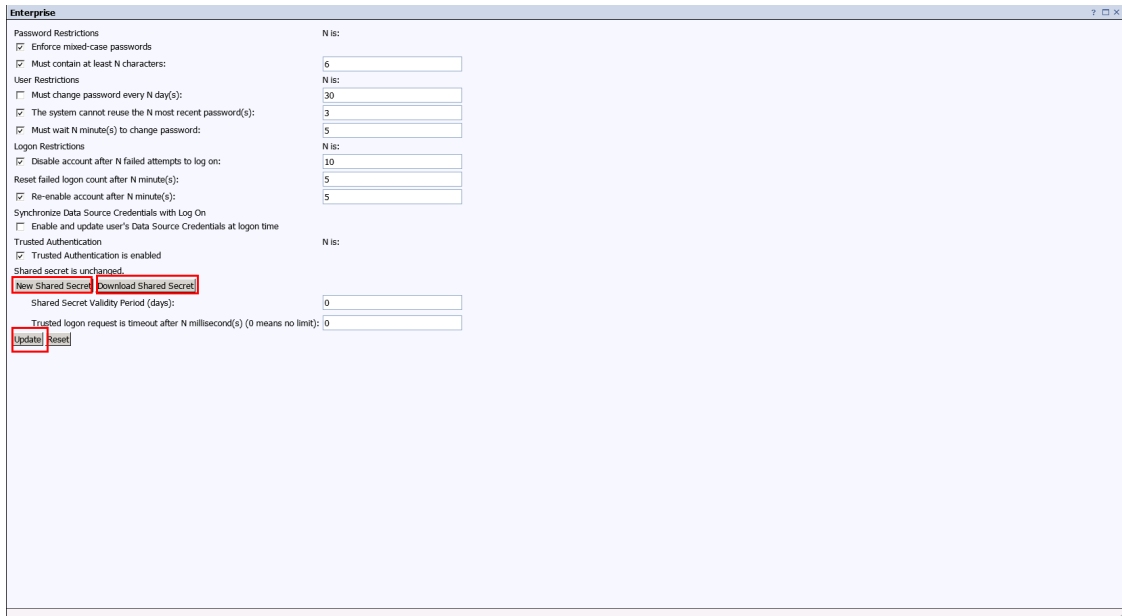 Enterprise
Password Restrictions N is:
Enforce mixed-case passwords
Must contain at least N characters: 6
User Restrictions N is:
Must change password every N day(s): 30
The system cannot reuse the N most recent password(s): 3
Must wait N minute(s) to change password: 5
Logon Restrictions N is:
Disable account after N failed attempts to log on: 10
Reset failed logon count after N minute(s): 5
Re-enable account after N minute(s): 5
Synchronize Data Source Credentials with Log On
Enable and update user's Data Source Credentials at logon time
Trusted Authentication N is:
Trusted Authentication is enabled
Shared secret is unchanged.
New Shared Secret Download Shared Secret
Shared Secret Validity Period (days): 0
Trusted logon request is timeout after N millisecond(s) (0 means no limit): 0
Update Reset